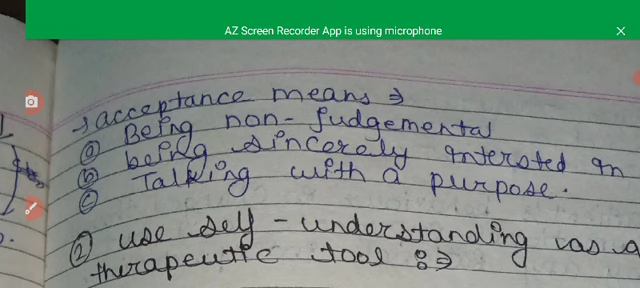 AZ Screen Recorder App is using microphone
→ acceptance means ⇒
ⓐ Being non-judgemental
ⓑ being sincerely intersted in
ⓒ Talking with a purpose.
② use self-understanding as a
therapeutic tool :⇒